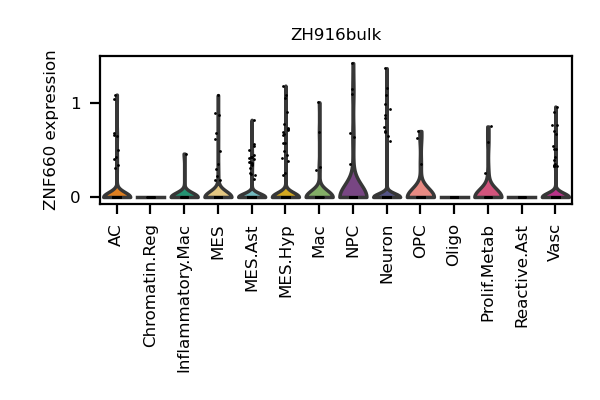 ZH916bulk
ZNF660 expression
1
0
AC
Chromatin.Reg
Inflammatory.Mac
MES
MES.Ast
MES.Hyp
Mac
NPC
Neuron
OPC
Oligo
Prolif.Metab
Reactive.Ast
Vasc